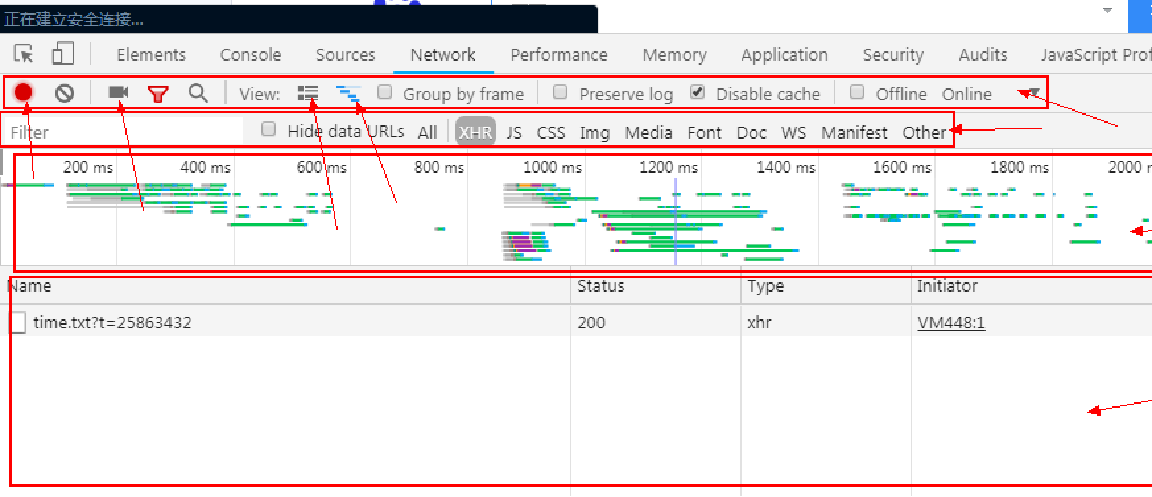 正在建立安全连接...
Elements Console Sources Network Performance Memory Application Security Audits JavaScript Prof
View: Group by frame Preserve log Disable cache Offline Online
Filter Hide data URLs All XHR JS CSS Img Media Font Doc WS Manifest Other
200 ms 400 ms 600 ms 800 ms 1000 ms 1200 ms 1400 ms 1600 ms 1800 ms 2000 m
Name Status Type Initiator
time.txt?t=25863432 200 xhr VM448:1